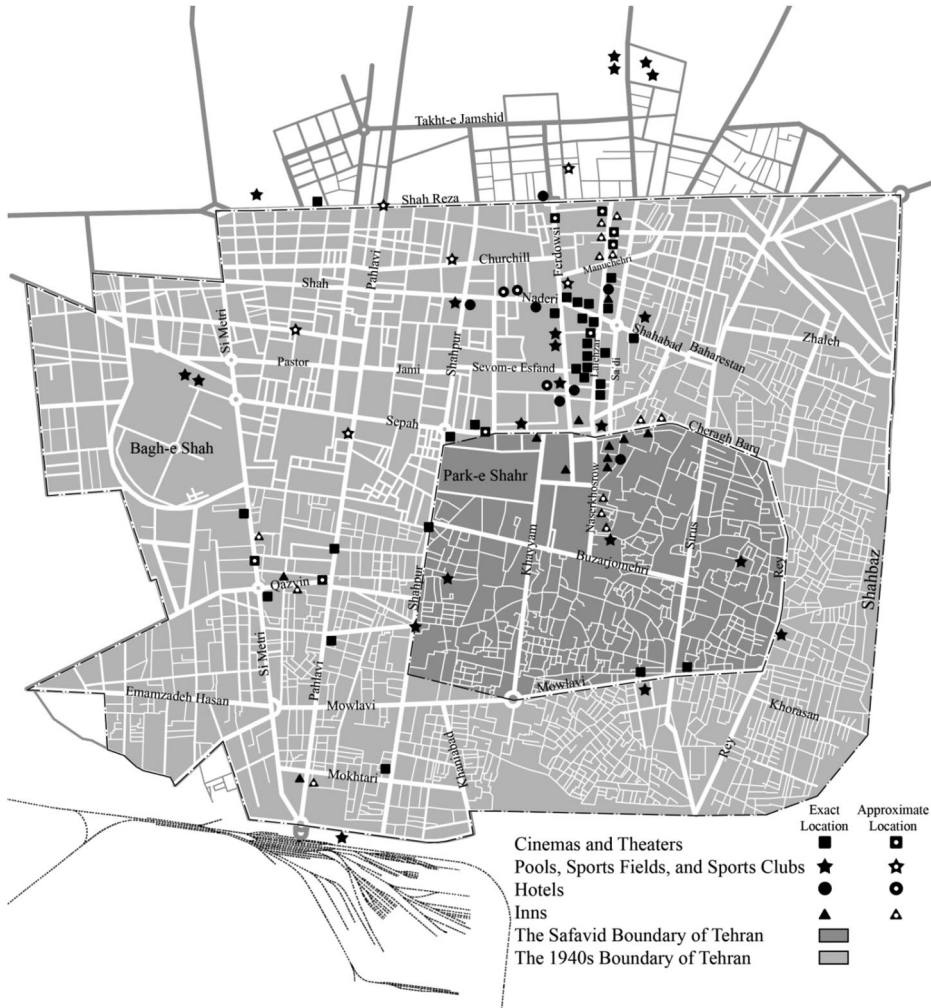 Takht-e Jamshid
Shah Reza
Churchill
Ferdowsi
Manuchehri
Pahlavi
Shah
Naderi
Si Metri
Shahpur
Shahabad
Baharestan
Zhaleh
Lalehzar
Sa'di
Pastor
Jami
Sevom-e Esfand
Sepah
Cheragh Barq
Bagh-e Shah
Park-e Shahr
Khayyam
Naserkhosrow
Sirus
Buzarjomehri
Rey
Shahbaz
Shahpur
Qazvin
Si Metri
Pahlavi
Emamzadeh Hasan
Mowlavi
Mowlavi
Khorasan
Khaniabad
Rey
Mokhtari
Exact Approximate
Location Location
Cinemas and Theaters
Pools, Sports Fields, and Sports Clubs
Hotels
Inns
The Safavid Boundary of Tehran
The 1940s Boundary of Tehran